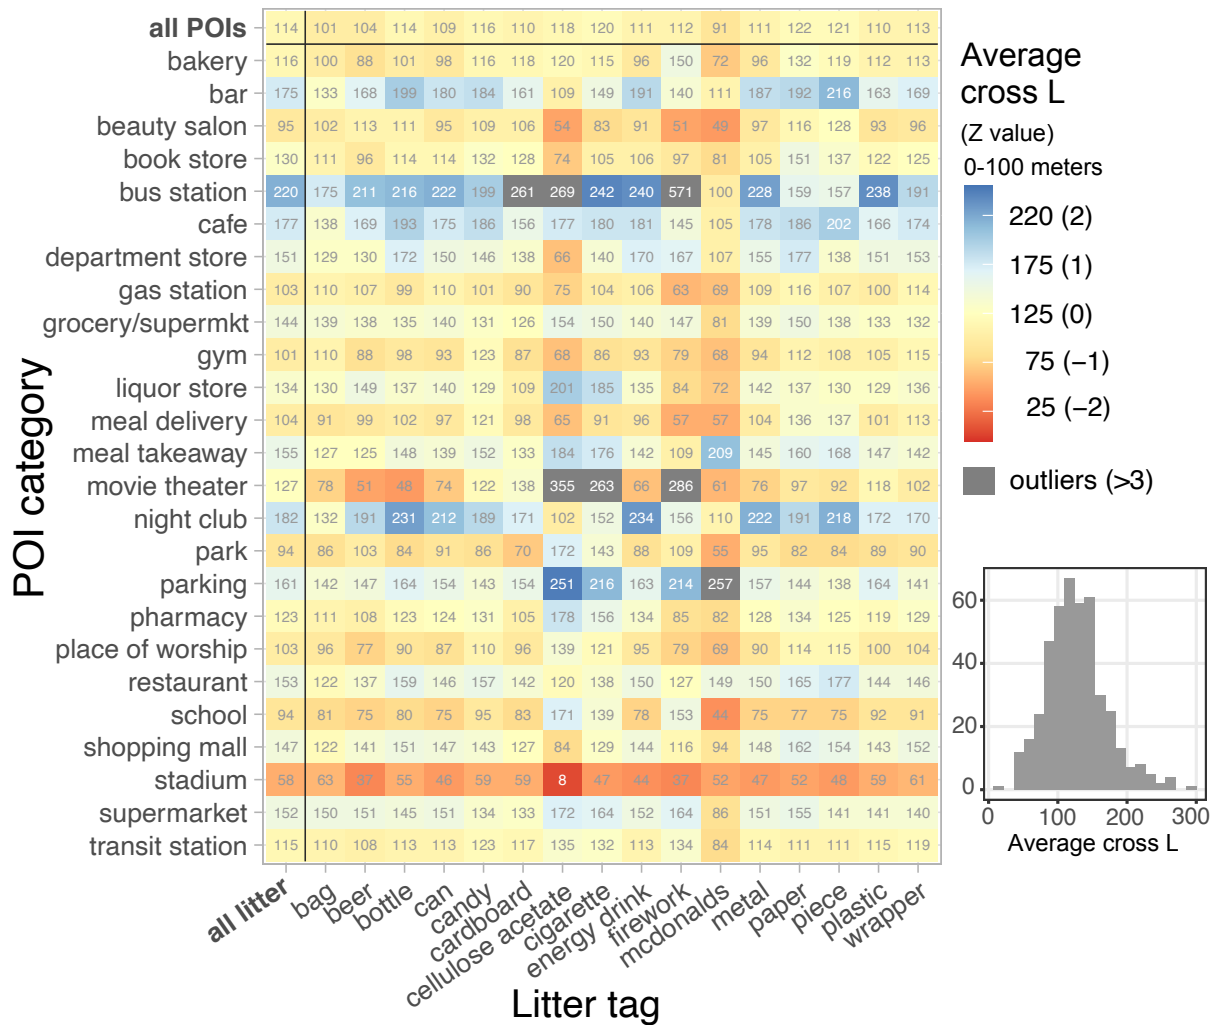 all POIs 114 101 104 114 109 116 110 118 120 111 112 91 111 122 121 110 113
bakery 116 100 88 101 98 116 118 120 115 96 150 72 96 132 119 112 113
bar 175 133 168 199 180 184 161 109 149 191 140 111 187 192 216 163 169
beauty salon 95 102 113 111 95 109 106 54 83 91 51 49 97 116 128 93 96
book store 130 111 96 114 114 132 128 74 105 106 97 81 105 151 137 122 125
bus station 220 175 211 216 222 199 261 269 242 240 571 100 228 159 157 238 191
cafe 177 138 169 193 175 186 156 177 180 181 145 105 178 186 202 166 174
department store 151 129 130 172 150 146 138 66 140 170 167 107 155 177 138 151 153
gas station 103 110 107 99 110 101 90 75 104 106 63 69 109 116 107 100 114
grocery/supermkt 144 139 138 135 140 131 126 154 150 140 147 81 139 150 138 133 132
gym 101 110 88 98 93 123 87 68 86 93 79 68 94 112 108 105 115
liquor store 134 130 149 137 140 129 109 201 185 135 84 72 142 137 130 129 136
meal delivery 104 91 99 102 97 121 98 65 91 96 57 57 104 136 137 101 113
meal takeaway 155 127 125 148 139 152 133 184 176 142 109 209 145 160 168 147 142
movie theater 127 78 51 48 74 122 138 355 263 66 286 61 76 97 92 118 102
night club 182 132 191 231 212 189 171 102 152 234 156 110 222 191 218 172 170
park 94 86 103 84 91 86 70 172 143 88 109 55 95 82 84 89 90
parking 161 142 147 164 154 143 154 251 216 163 214 257 157 144 138 164 141
pharmacy 123 111 108 123 124 131 105 178 156 134 85 82 128 134 125 119 129
place of worship 103 96 77 90 87 110 96 139 121 95 79 69 90 114 115 100 104
restaurant 153 122 137 159 146 157 142 120 138 150 127 149 150 165 177 144 146
school 94 81 75 80 75 95 83 171 139 78 153 44 75 77 75 92 91
shopping mall 147 122 141 151 147 143 127 84 129 144 116 94 148 162 154 143 152
stadium 58 63 37 55 46 59 59 8 47 44 37 52 47 52 48 59 61
supermarket 152 150 151 145 151 134 133 172 164 152 164 86 151 155 141 141 140
transit station 115 110 108 113 113 123 117 135 132 113 134 84 114 111 111 115 119
all litter bag beer bottle can candy cardboard cellulose acetate cigarette energy drink firework mcdonalds metal paper piece plastic wrapper
Litter tag
POI category
Average
cross L
(Z value)
0-100 meters
220 (2)
175 (1)
125 (0)
75 (−1)
25 (−2)
outliers (>3)
60
40
20
0
0 100 200 300
Average cross L